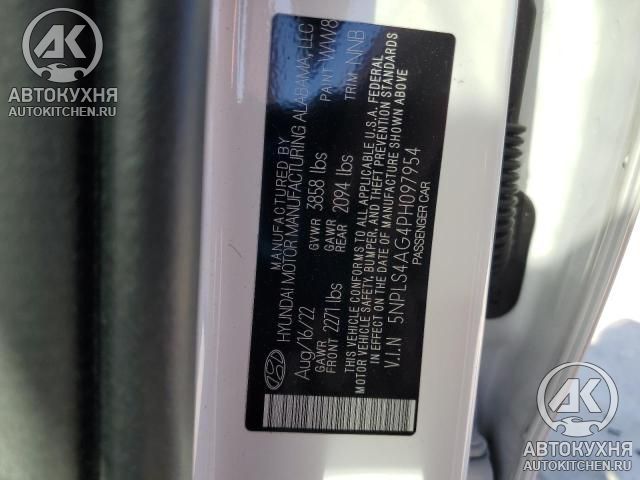 AK
АВТОКУХНЯ
AUTOKITCHEN.RU
MANUFACTURED BY
HYUNDAI MOTOR MANUFACTURING ALABAMA, LLC
Aug/16/22 GVWR 3858 lbs PAINT WW8
GAWR FRONT 2271 lbs GAWR REAR 2094 lbs TRIM NNB
THIS VEHICLE CONFORMS TO ALL APPLICABLE U.S.A. FEDERAL
MOTOR VEHICLE SAFETY, BUMPER, AND THEFT PREVENTION STANDARDS
IN EFFECT ON THE DATE OF MANUFACTURE SHOWN ABOVE
V.I.N 5NPLS4AG4PH097954
PASSENGER CAR
AK
АВТОКУХНЯ
AUTOKITCHEN.RU